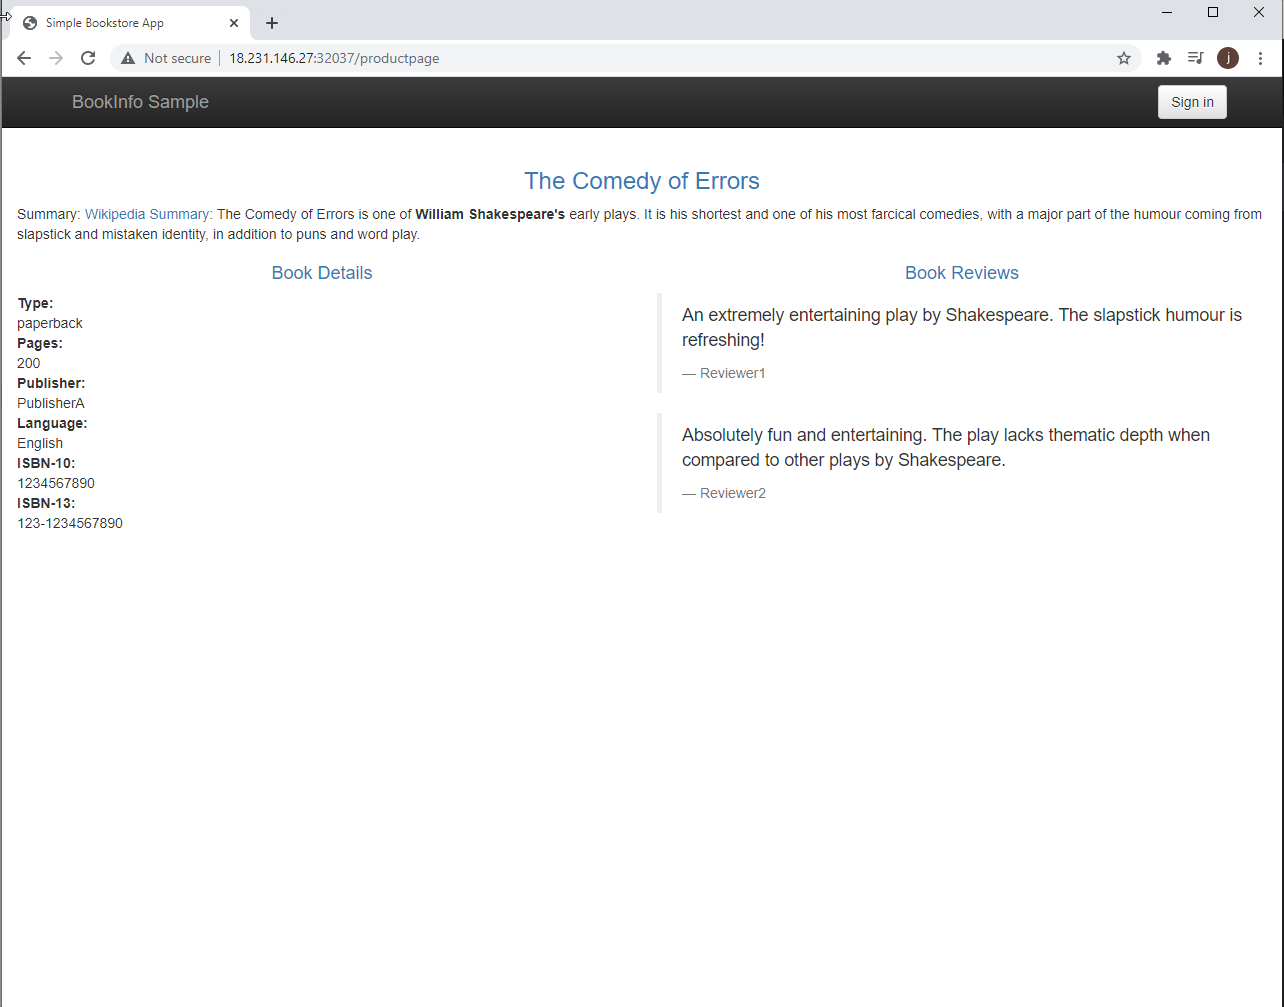 Simple Bookstore App
Not secure
18.231.146.27:32037/productpage
j
BookInfo Sample
Sign in
The Comedy of Errors
Summary: Wikipedia Summary: The Comedy of Errors is one of William Shakespeare's early plays. It is his shortest and one of his most farcical comedies, with a major part of the humour coming from
slapstick and mistaken identity, in addition to puns and word play.
Book Details
Type:
paperback
Pages:
200
Publisher:
PublisherA
Language:
English
ISBN-10:
1234567890
ISBN-13:
123-1234567890
Book Reviews
An extremely entertaining play by Shakespeare. The slapstick humour is
refreshing!
— Reviewer1
Absolutely fun and entertaining. The play lacks thematic depth when
compared to other plays by Shakespeare.
— Reviewer2